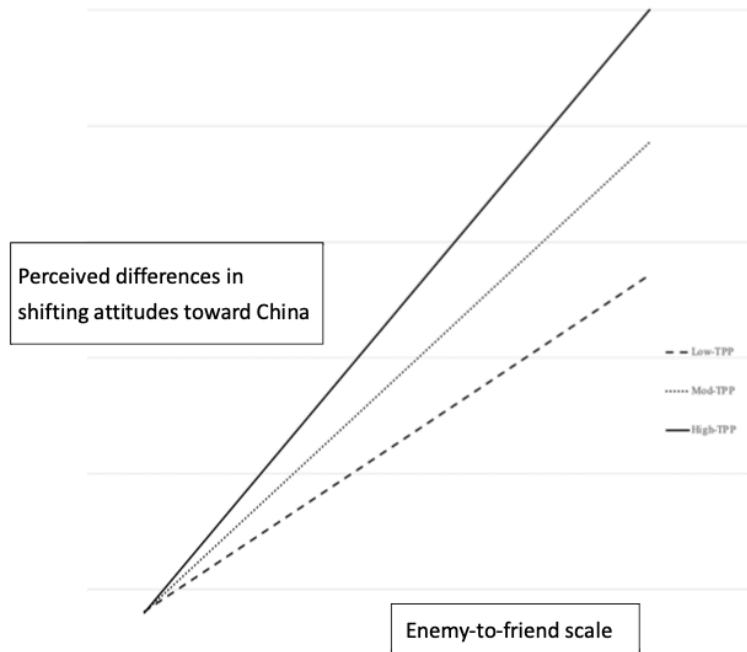 Perceived differences in
shifting attitudes toward China
Low-TPP
Mod-TPP
High-TPP
Enemy-to-friend scale